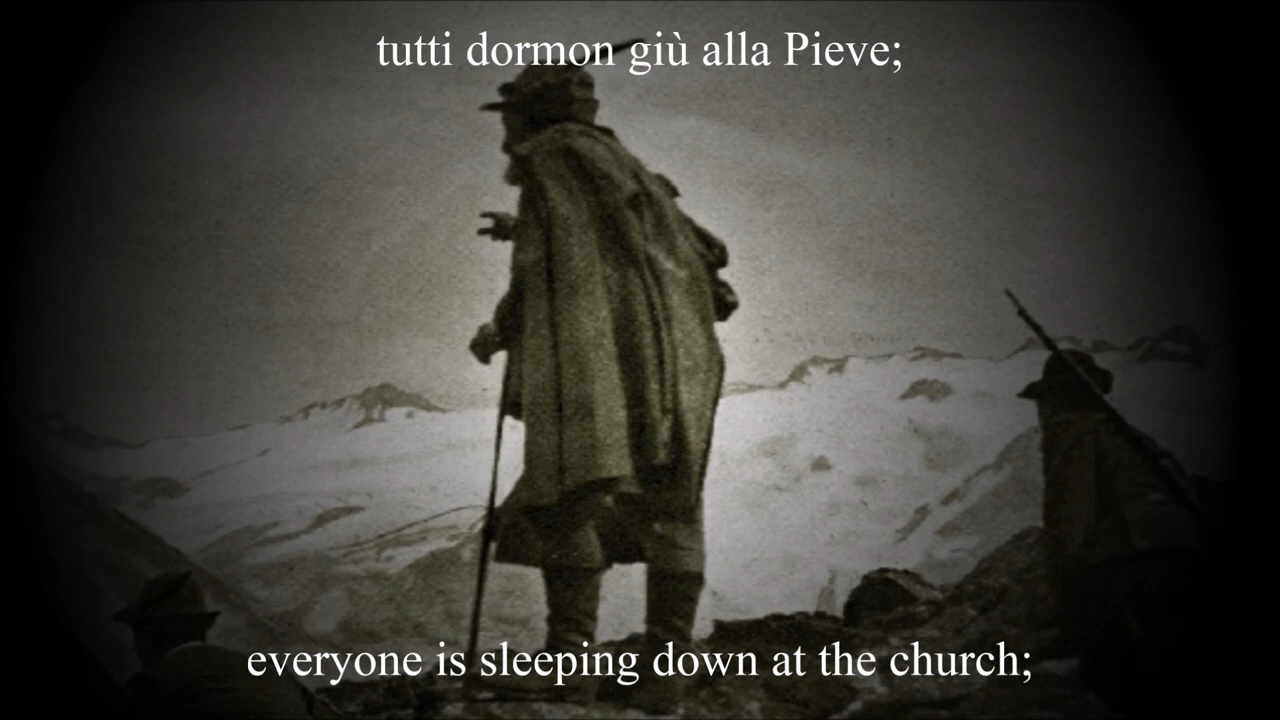 tutti dormon giù alla Pieve;
everyone is sleeping down at the church;